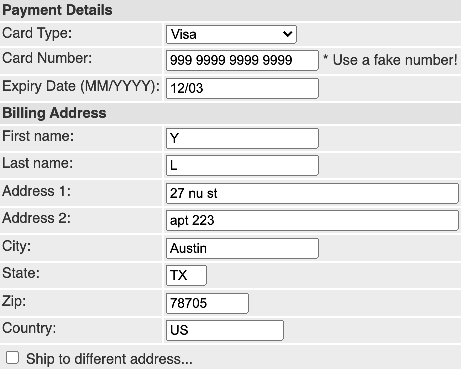 Payment Details
Card Type: Visa
Card Number: 999 9999 9999 9999 * Use a fake number!
Expiry Date (MM/YYYY): 12/03
Billing Address
First name: Y
Last name: L
Address 1: 27 nu st
Address 2: apt 223
City: Austin
State: TX
Zip: 78705
Country: US
Ship to different address...